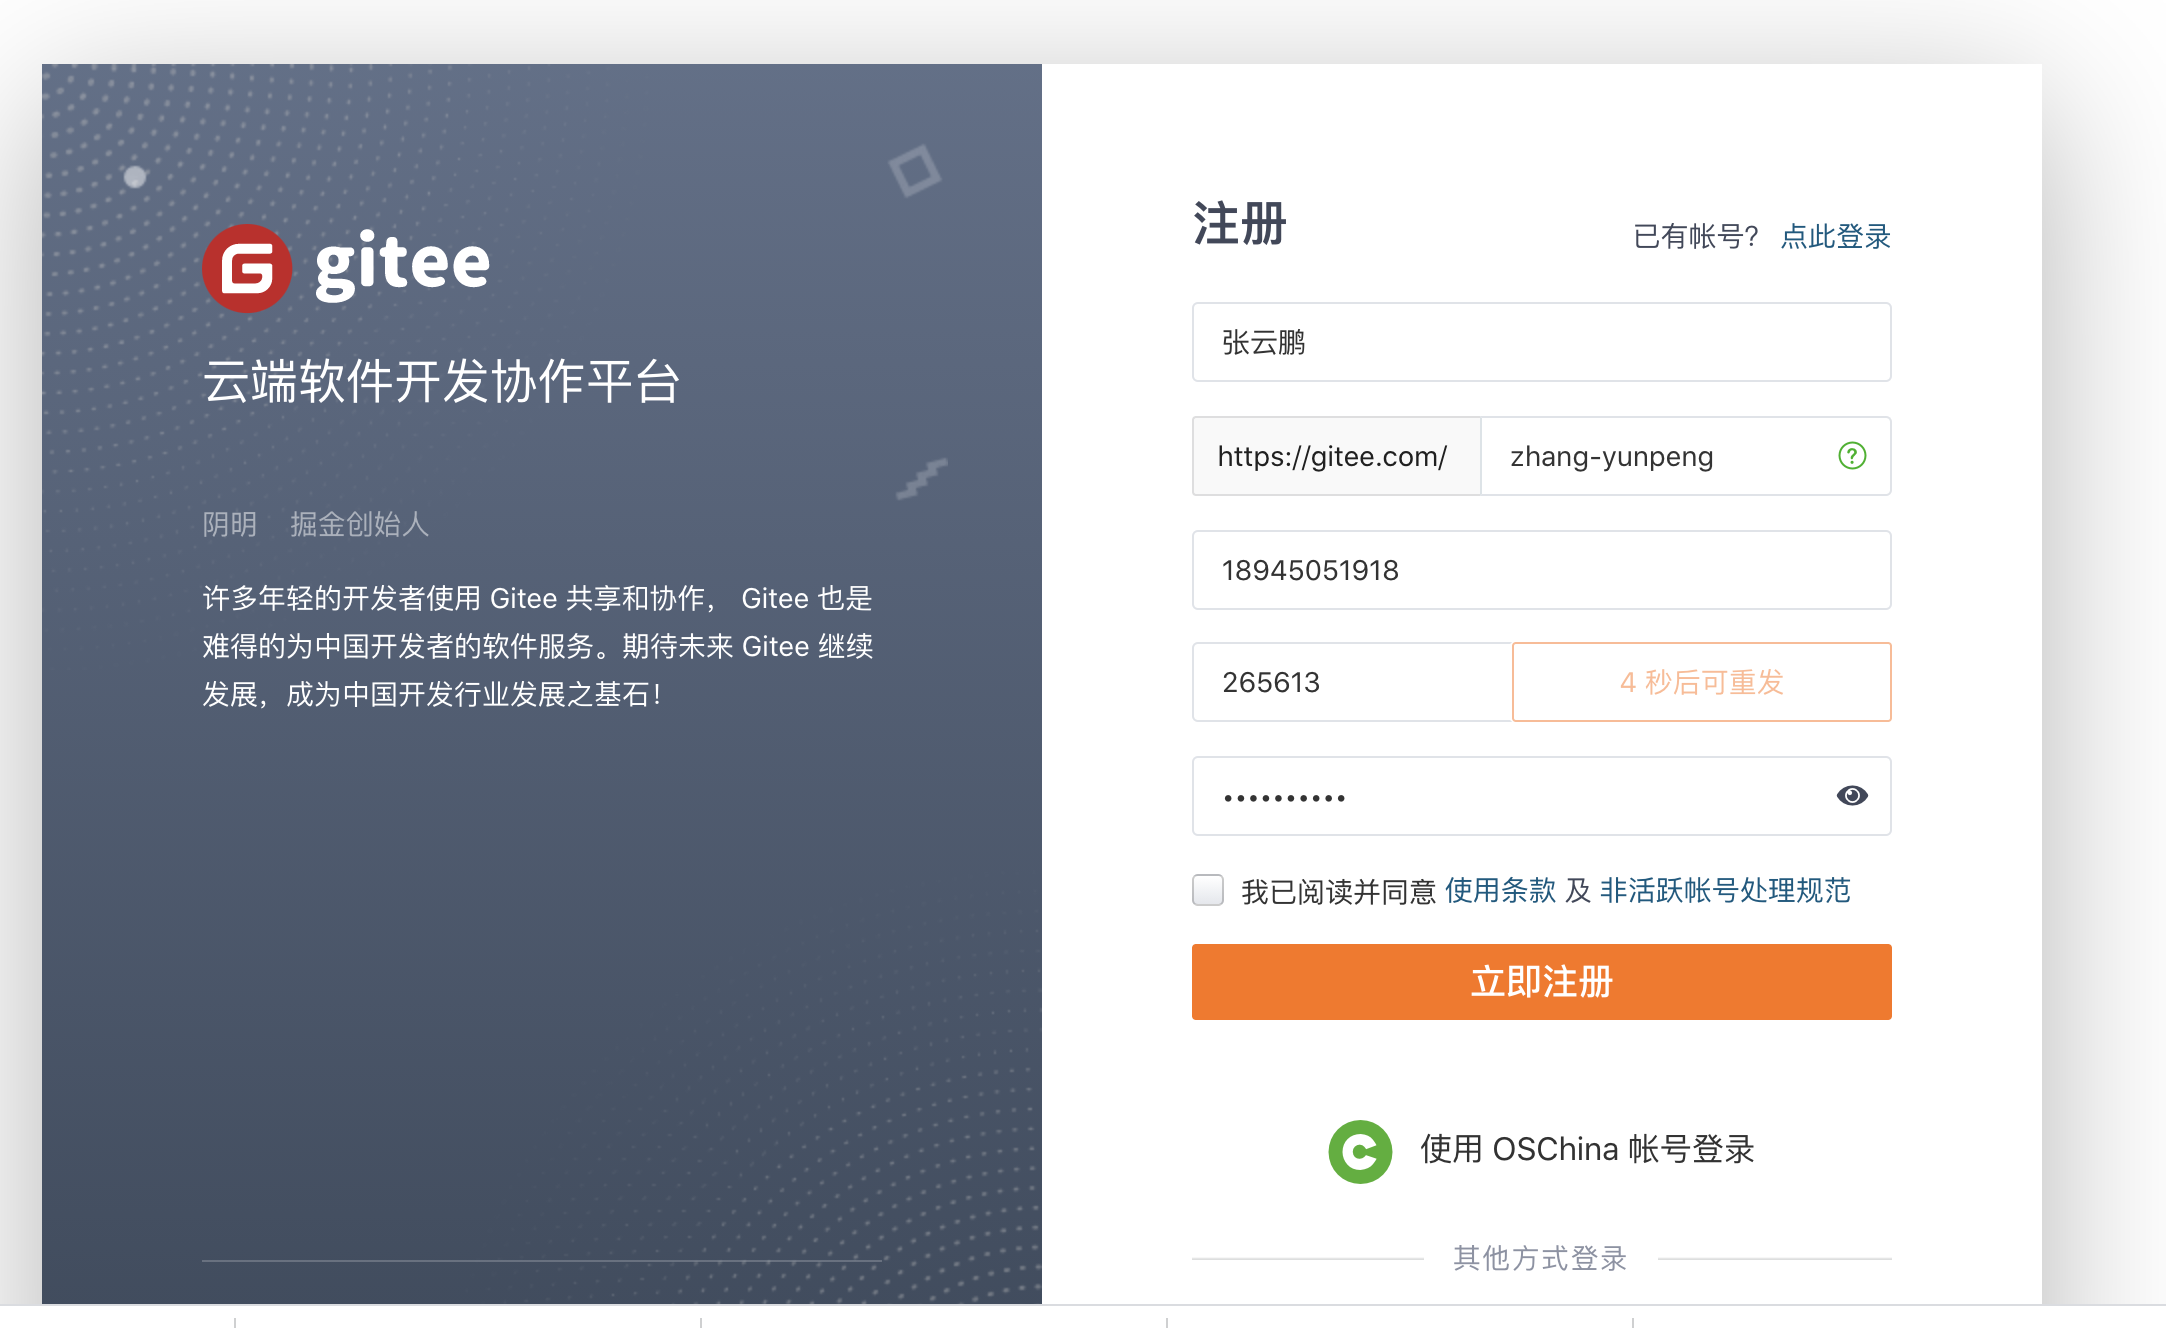 gitee
云端软件开发协作平台
阴明 掘金创始人
许多年轻的开发者使用 Gitee 共享和协作， Gitee 也是
难得的为中国开发者的软件服务。期待未来 Gitee 继续
发展，成为中国开发行业发展之基石！
注册
已有帐号？ 点此登录
张云鹏
https://gitee.com/ zhang-yunpeng
18945051918
265613 4 秒后可重发
我已阅读并同意 使用条款 及 非活跃帐号处理规范
立即注册
使用 OSChina 帐号登录
其他方式登录